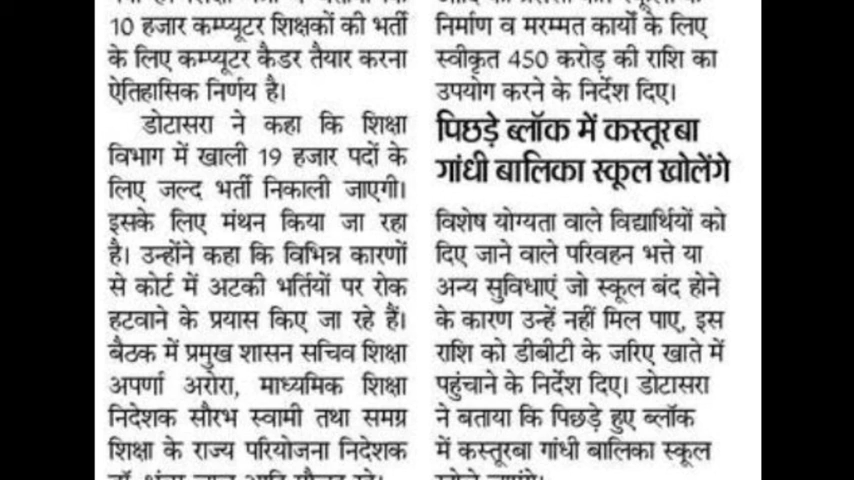 10 हजार कम्प्यूटर शिक्षकों की भर्ती
के लिए कम्प्यूटर कैडर तैयार करना
ऐतिहासिक निर्णय है।
डोटासरा ने कहा कि शिक्षा
विभाग में खाली 19 हजार पदों के
लिए जल्द भर्ती निकाली जाएगी।
इसके लिए मंथन किया जा रहा
है। उन्होंने कहा कि विभिन्न कारणों
से कोर्ट में अटकी भर्तियों पर रोक
हटवाने के प्रयास किए जा रहे हैं।
बैठक में प्रमुख शासन सचिव शिक्षा
अपर्णा अरोरा, माध्यमिक शिक्षा
निदेशक सौरभ स्वामी तथा समग्र
शिक्षा के राज्य परियोजना निदेशक
निर्माण व मरम्मत कार्यों के लिए
स्वीकृत 450 करोड़ की राशि का
उपयोग करने के निर्देश दिए।
पिछड़े ब्लॉक में कस्तूरबा
गांधी बालिका स्कूल खोलेंगे
विशेष योग्यता वाले विद्यार्थियों को
दिए जाने वाले परिवहन भत्ते या
अन्य सुविधाएं जो स्कूल बंद होने
के कारण उन्हें नहीं मिल पाए, इस
राशि को डीबीटी के जरिए खाते में
पहुंचाने के निर्देश दिए। डोटासरा
ने बताया कि पिछड़े हुए ब्लॉक
में कस्तूरबा गांधी बालिका स्कूल